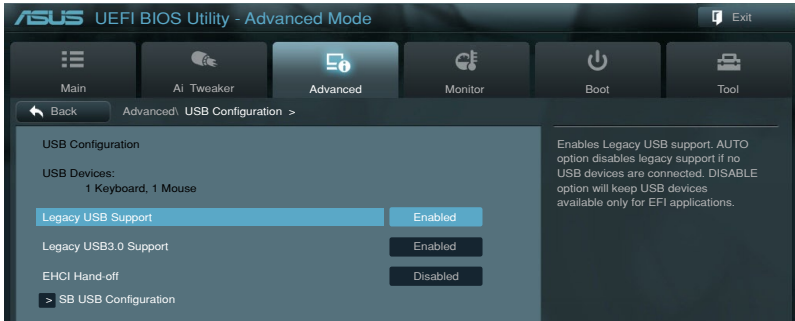 ASUS UEFI BIOS Utility - Advanced Mode
Exit
Main
Ai Tweaker
Advanced
Monitor
Boot
Tool
Back
Advanced\ USB Configuration >
USB Configuration
USB Devices:
1 Keyboard, 1 Mouse
Legacy USB Support Enabled
Legacy USB3.0 Support Enabled
EHCI Hand-off Disabled
> SB USB Configuration
Enables Legacy USB support. AUTO
option disables legacy support if no
USB devices are connected. DISABLE
option will keep USB devices
available only for EFI applications.